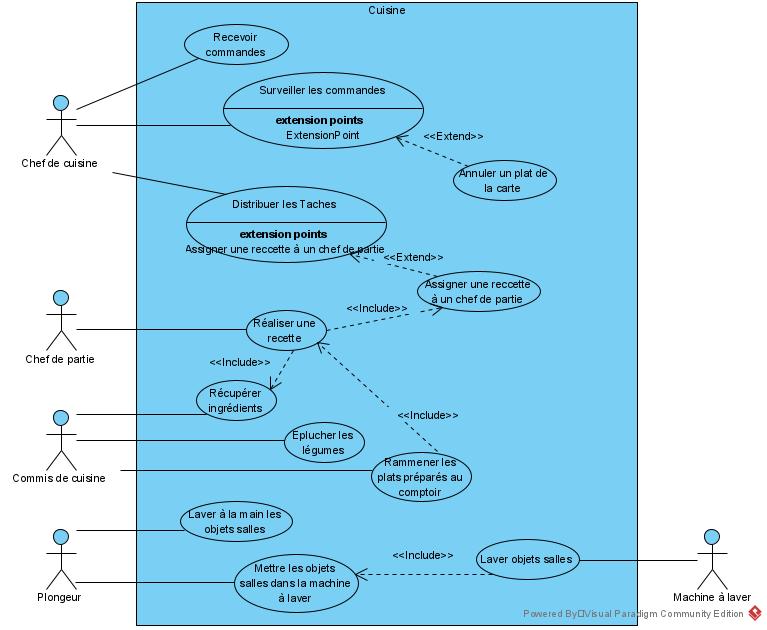 Cuisine
Recevoir
commandes
Surveiller les commandes
extension points
ExtensionPoint
<<Extend>>
Chef de cuisine
Annuler un plat de
la carte
Distribuer les Taches
extension points
Assigner une reccette à un chef de partie
<<Extend>>
Assigner une reccette
à un chef de partie
<<Include>>
Réaliser une
recette
Chef de partie
<<Include>>
Récupérer
ingrédients
<<Include>>
Eplucher les
légumes
Commis de cuisine
Rammener les
plats préparés au
comptoir
Laver à la main les
objets salles
<<Include>>
Laver objets salles
Mettre les objets
salles dans la machine
à laver
Plongeur
Machine à laver
Powered By Visual Paradigm Community Edition